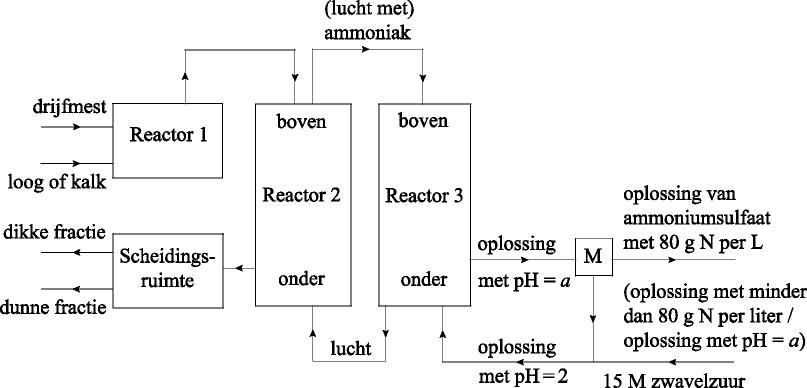 (lucht met)
ammoniak
drijfmest
loog of kalk
Reactor 1
boven
Reactor 2
onder
boven
Reactor 3
onder
dikke fractie
dunne fractie
Scheidings-
ruimte
lucht
oplossing
met pH = a
M
oplossing van
ammoniumsulfaat
met 80 g N per L
(oplossing met minder
dan 80 g N per liter /
oplossing met pH = a)
oplossing
met pH = 2
15 M zwavelzuur